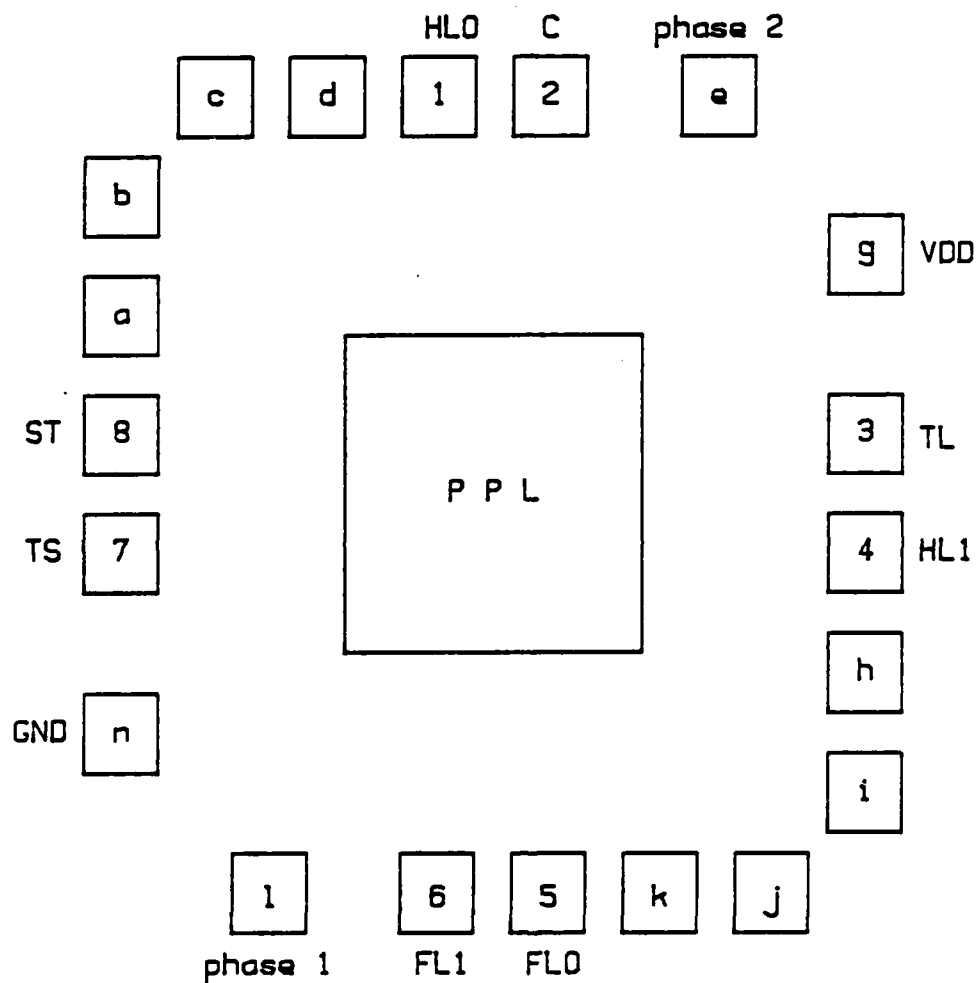 HL0 C phase 2
c d 1 2 e
b
g VDD
a
ST 8 3 TL
P P L
TS 7 4 HL1
h
GND n
i
l 6 5 k j
phase 1 FL1 FL0